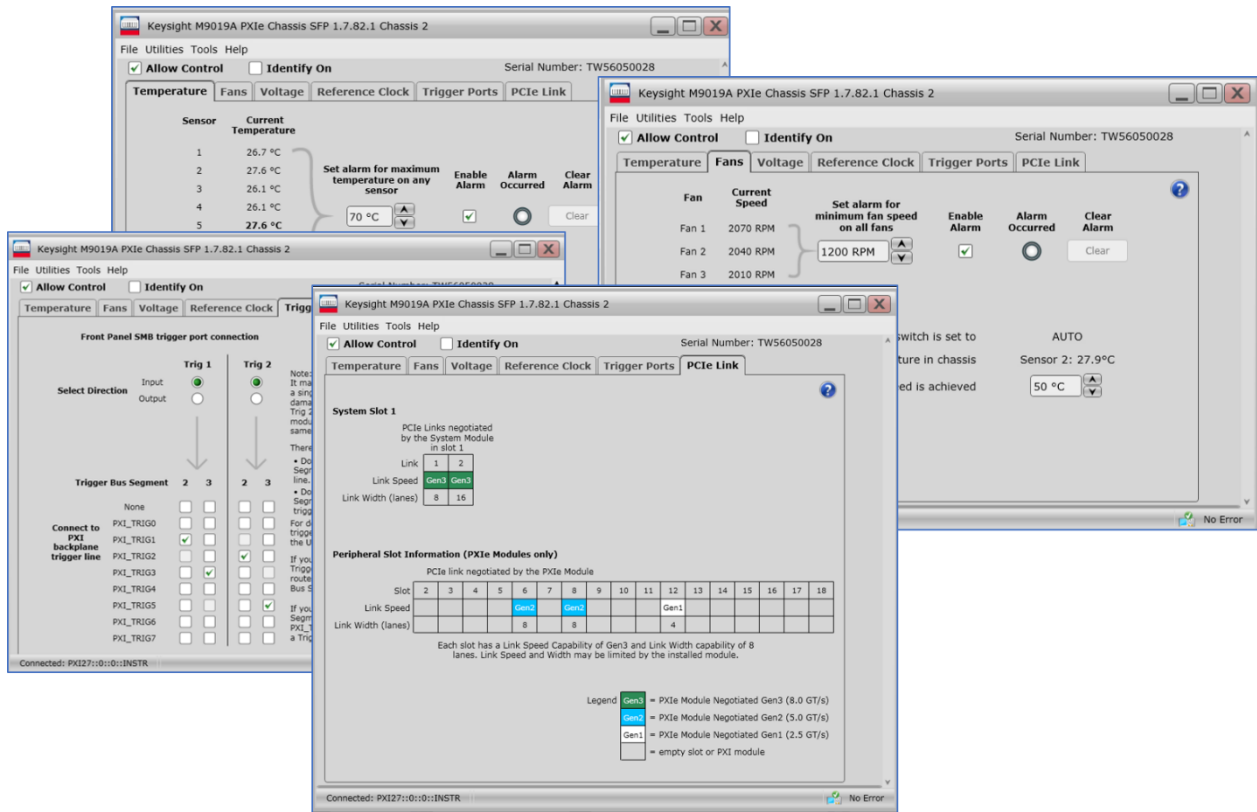 Keysight M9019A PXIe Chassis SFP 1.7.82.1 Chassis 2
File Utilities Tools Help
Allow Control Identify On Serial Number: TW56050028
Temperature Fans Voltage Reference Clock Trigger Ports PCIe Link
Sensor Current Temperature
1 26.7 ºC
2 27.6 ºC
3 26.1 ºC
4 26.1 ºC
5 27.6 ºC
Set alarm for maximum
temperature on any
sensor
70 ºC
Enable Alarm
Alarm Occurred
Clear Alarm
Clear
Keysight M9019A PXIe Chassis SFP 1.7.82.1 Chassis 2
File Utilities Tools Help
Allow Control Identify On Serial Number: TW56050028
Temperature Fans Voltage Reference Clock Trigger Ports PCIe Link
Fan Current Speed
Fan 1 2070 RPM
Fan 2 2040 RPM
Fan 3 2010 RPM
Set alarm for
minimum fan speed
on all fans
1200 RPM
Enable Alarm
Alarm Occurred
Clear Alarm
Clear
switch is set to AUTO
in chassis Sensor 2: 27.9°C
is achieved 50 ºC
No Error
Keysight M9019A PXIe Chassis SFP 1.7.82.1 Chassis 2
File Utilities Tools Help
Allow Control Identify On
Temperature Fans Voltage Reference Clock
Front Panel SMB trigger port connection
Trig 1 Trig 2
Select Direction
Input
Output
Note:
Trigger Bus Segment 2 3 2 3
None
Connect to
PXI
backplane
trigger line
PXI_TRIG0
PXI_TRIG1
PXI_TRIG2
PXI_TRIG3
PXI_TRIG4
PXI_TRIG5
PXI_TRIG6
PXI_TRIG7
Connected: PXI27::0::0::INSTR
Keysight M9019A PXIe Chassis SFP 1.7.82.1 Chassis 2
File Utilities Tools Help
Allow Control Identify On Serial Number: TW56050028
Temperature Fans Voltage Reference Clock Trigger Ports PCIe Link
System Slot 1
PCIe Links negotiated
by the System Module
in slot 1
Link 1 2
Link Speed Gen3 Gen3
Link Width (lanes) 8 16
Peripheral Slot Information (PXIe Modules only)
PCIe link negotiated by the PXIe Module
Slot 2 3 4 5 6 7 8 9 10 11 12 13 14 15 16 17 18
Link Speed Gen2 Gen2 Gen1
Link Width (lanes) 8 8 4
Each slot has a Link Speed Capability of Gen3 and Link Width capability of 8
lanes. Link Speed and Width may be limited by the installed module.
Legend Gen3 = PXIe Module Negotiated Gen3 (8.0 GT/s)
Gen2 = PXIe Module Negotiated Gen2 (5.0 GT/s)
Gen1 = PXIe Module Negotiated Gen1 (2.5 GT/s)
= empty slot or PXI module
Connected: PXI27::0::0::INSTR No Error